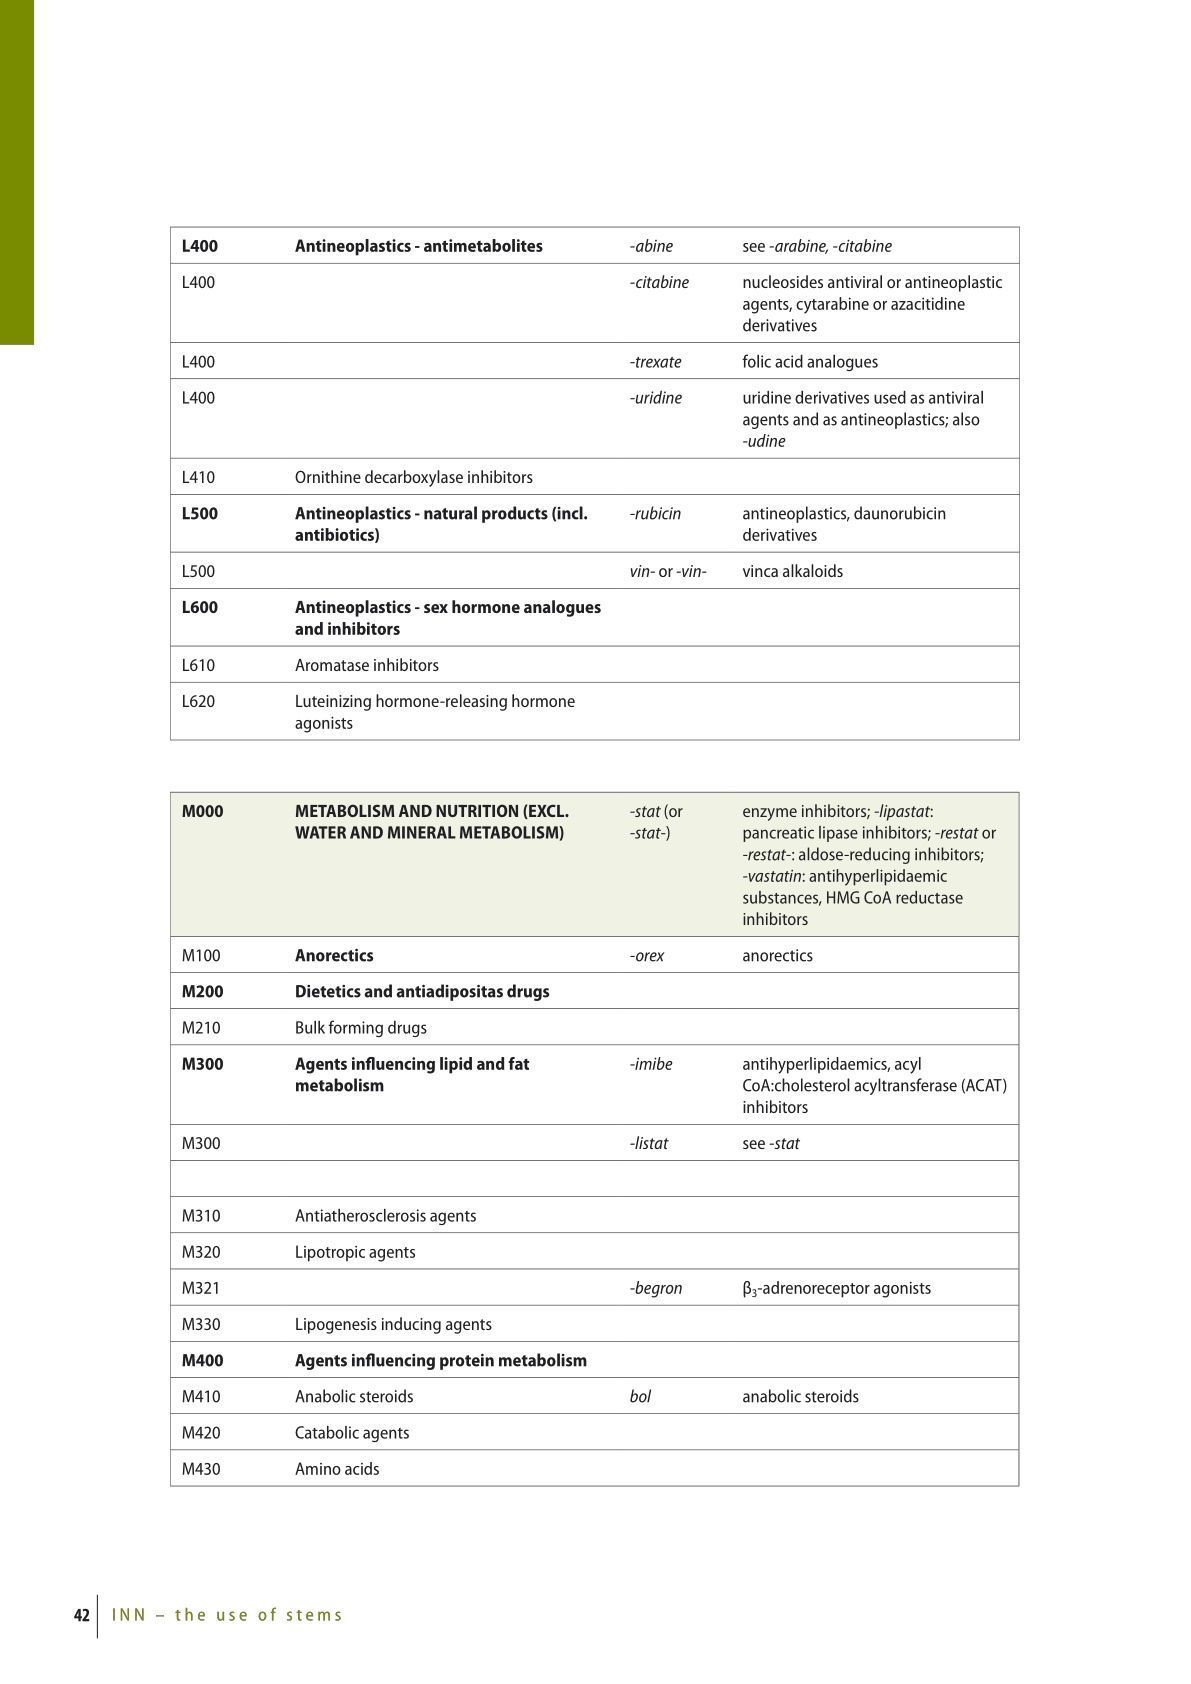 L400 Antineoplastics - antimetabolites -abine see -arabine, -citabine
L400 -citabine nucleosides antiviral or antineoplastic
agents, cytarabine or azacitidine
derivatives
L400 -trexate folic acid analogues
L400 -uridine uridine derivatives used as antiviral
agents and as antineoplastics; also
-udine
L410 Ornithine decarboxylase inhibitors
L500 Antineoplastics - natural products (incl. -rubicin antineoplastics, daunorubicin
antibiotics) derivatives
L500 vin- or -vin- vinca alkaloids
L600 Antineoplastics - sex hormone analogues
and inhibitors
L610 Aromatase inhibitors
L620 Luteinizing hormone-releasing hormone
agonists
M000 METABOLISM AND NUTRITION (EXCL. -stat (or enzyme inhibitors; -lipastat:
WATER AND MINERAL METABOLISM) -stat-) pancreatic lipase inhibitors; -restat or
-restat-: aldose-reducing inhibitors;
-vastatin: antihyperlipidaemic
substances, HMG CoA reductase
inhibitors
M100 Anorectics -orex anorectics
M200 Dietetics and antiadipositas drugs
M210 Bulk forming drugs
M300 Agents influencing lipid and fat -imibe antihyperlipidaemics, acyl
metabolism CoA:cholesterol acyltransferase (ACAT)
inhibitors
M300 -listat see -stat
M310 Antiatherosclerosis agents
M320 Lipotropic agents
M321 -begron β3-adrenoreceptor agonists
M330 Lipogenesis inducing agents
M400 Agents influencing protein metabolism
M410 Anabolic steroids bol anabolic steroids
M420 Catabolic agents
M430 Amino acids
42 INN – the use of stems